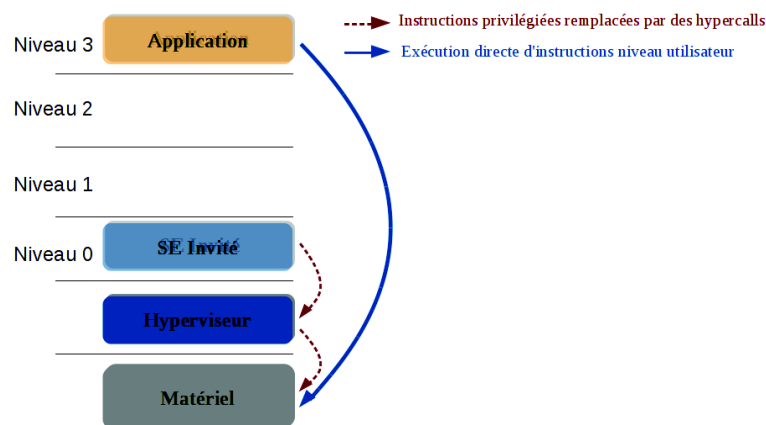 Instructions privilégiées remplacées par des hypercalls
Niveau 3
Application
Exécution directe d'instructions niveau utilisateur
Niveau 2
Niveau 1
Niveau 0
SE Invité
Hyperviseur
Matériel